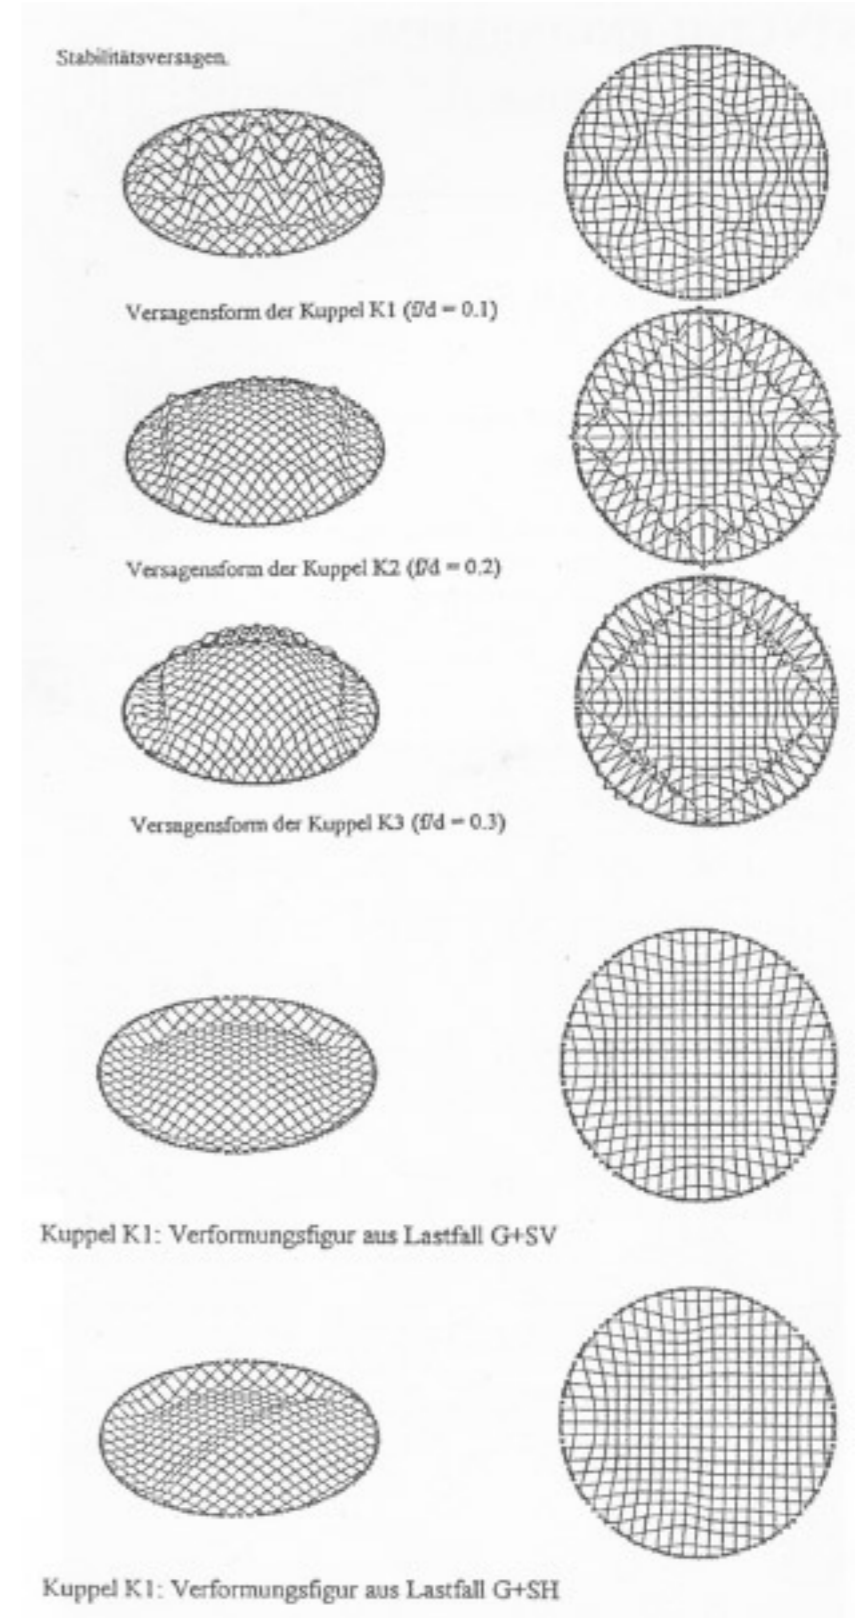 Stabilitätsversagen.
Versagensform der Kuppel K1 (f/d = 0.1)
Versagensform der Kuppel K2 (f/d = 0.2)
Versagensform der Kuppel K3 (f/d = 0.3)
Kuppel K1: Verformungsfigur aus Lastfall G+SV
Kuppel K1: Verformungsfigur aus Lastfall G+SH